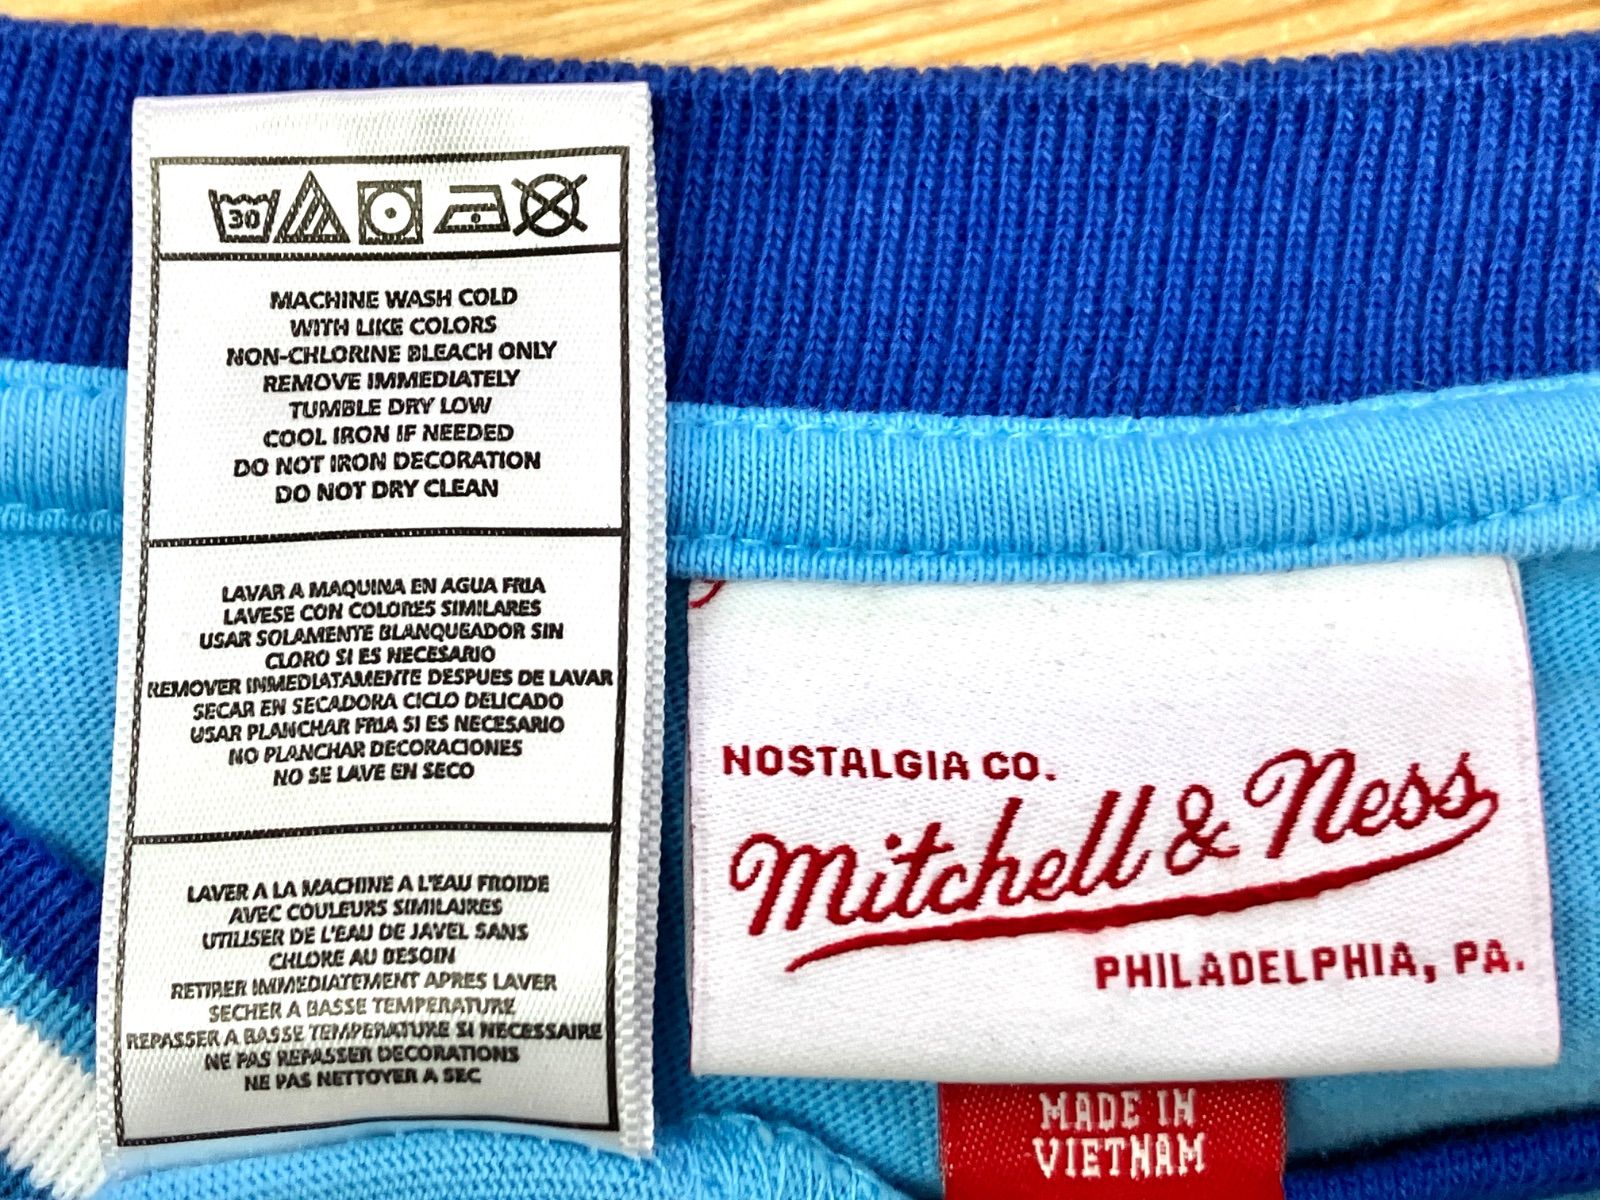 30
MACHINE WASH COLD
WITH LIKE COLORS
NON-CHLORINE BLEACH ONLY
REMOVE IMMEDIATELY
TUMBLE DRY LOW
COOL IRON IF NEEDED
DO NOT IRON DECORATION
DO NOT DRY CLEAN
LAVAR A MAQUINA EN AGUA FRIA
LAVESE CON COLORES SIMILARES
USAR SOLAMENTE BLANQUEADOR SIN
CLORO SI ES NECESARIO
REMOVER INMEDIATAMENTE DESPUES DE LAVAR
SECAR EN SECADORA CICLO DELICADO
USAR PLANCHAR FRIA SI ES NECESARIO
NO PLANCHAR DECORACIONES
NO SE LAVE EN SECO
LAVER A LA MACHINE A L'EAU FROIDE
AVEC COULEURS SIMILAIRES
UTILISER DE L'EAU DE JAVEL SANS
CHLORE AU BESOIN
RETIRER IMMEDIATEMENT APRES LAVER
SECHER A BASSE TEMPERATURE
REPASSER A BASSE TEMPERATURE SI NECESSAIRE
NE PAS REPASSER DECORATIONS
NE PAS NETTOYER A SEC
NOSTALGIA CO.
Mitchell & Ness
PHILADELPHIA, PA.
MADE IN
VIETNAM